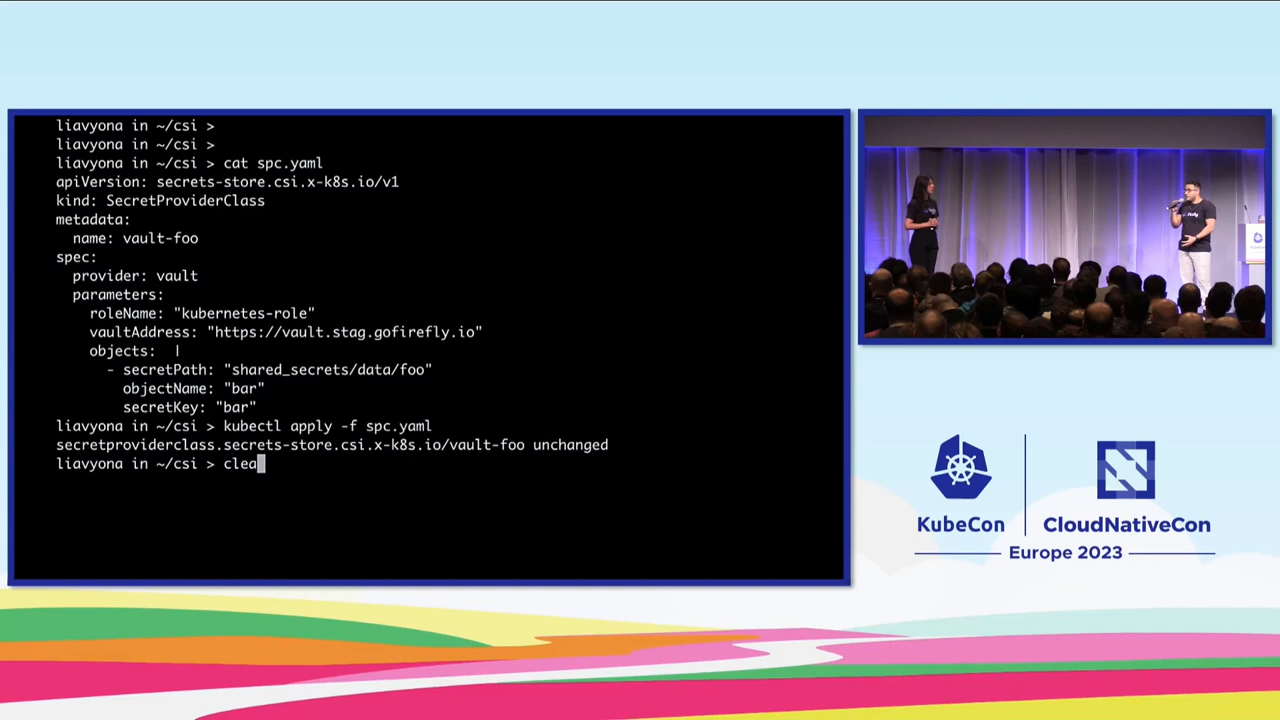 liavyona in ~/csi >
liavyona in ~/csi >
liavyona in ~/csi > cat spc.yaml
apiVersion: secrets-store.csi.x-k8s.io/v1
kind: SecretProviderClass
metadata:
  name: vault-foo
spec:
  provider: vault
  parameters:
    roleName: "kubernetes-role"
    vaultAddress: "https://vault.stag.gofirefly.io"
    objects:  |
      - secretPath: "shared_secrets/data/foo"
        objectName: "bar"
        secretKey: "bar"
liavyona in ~/csi > kubectl apply -f spc.yaml
secretproviderclass.secrets-store.csi.x-k8s.io/vault-foo unchanged
liavyona in ~/csi > clea
KubeCon
CloudNativeCon
Europe 2023